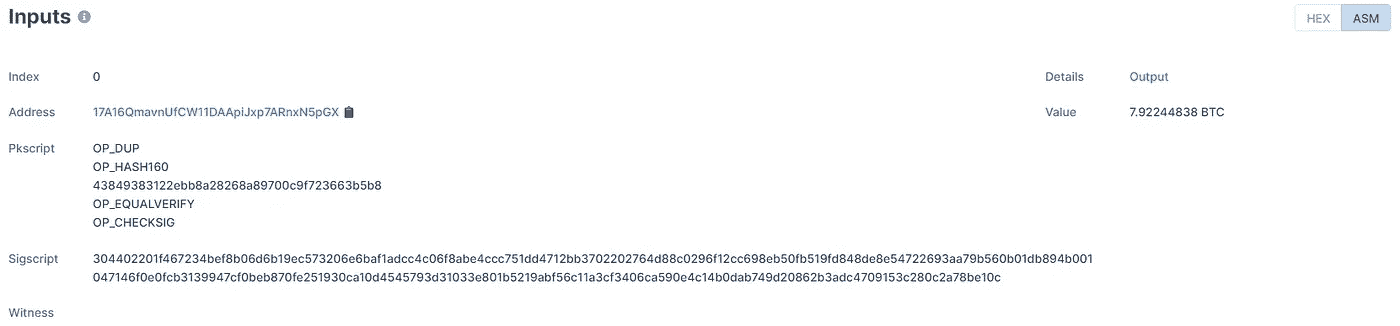 Inputs
HEX ASM
Index 0 Details Output
Address 17A16QmavnUfCW11DAApiJxp7ARnxN5pGX Value 7.92244838 BTC
Pkscript OP_DUP
OP_HASH160
43849383122ebb8a28268a89700c9f723663b5b8
OP_EQUALVERIFY
OP_CHECKSIG
Sigscript 304402201f467234bef8b06d6b19ec573206e6baf1adcc4c06f8abe4ccc751dd4712bb3702202764d88c0296f12cc698eb50fb519fd848de8e54722693aa79b560b01db894b001
047146f0e0fcb3139947cf0beb870fe251930ca10d4545793d31033e801b5219abf56c11a3cf3406ca590e4c14b0dab749d20862b3adc4709153c280c2a78be10c
Witness